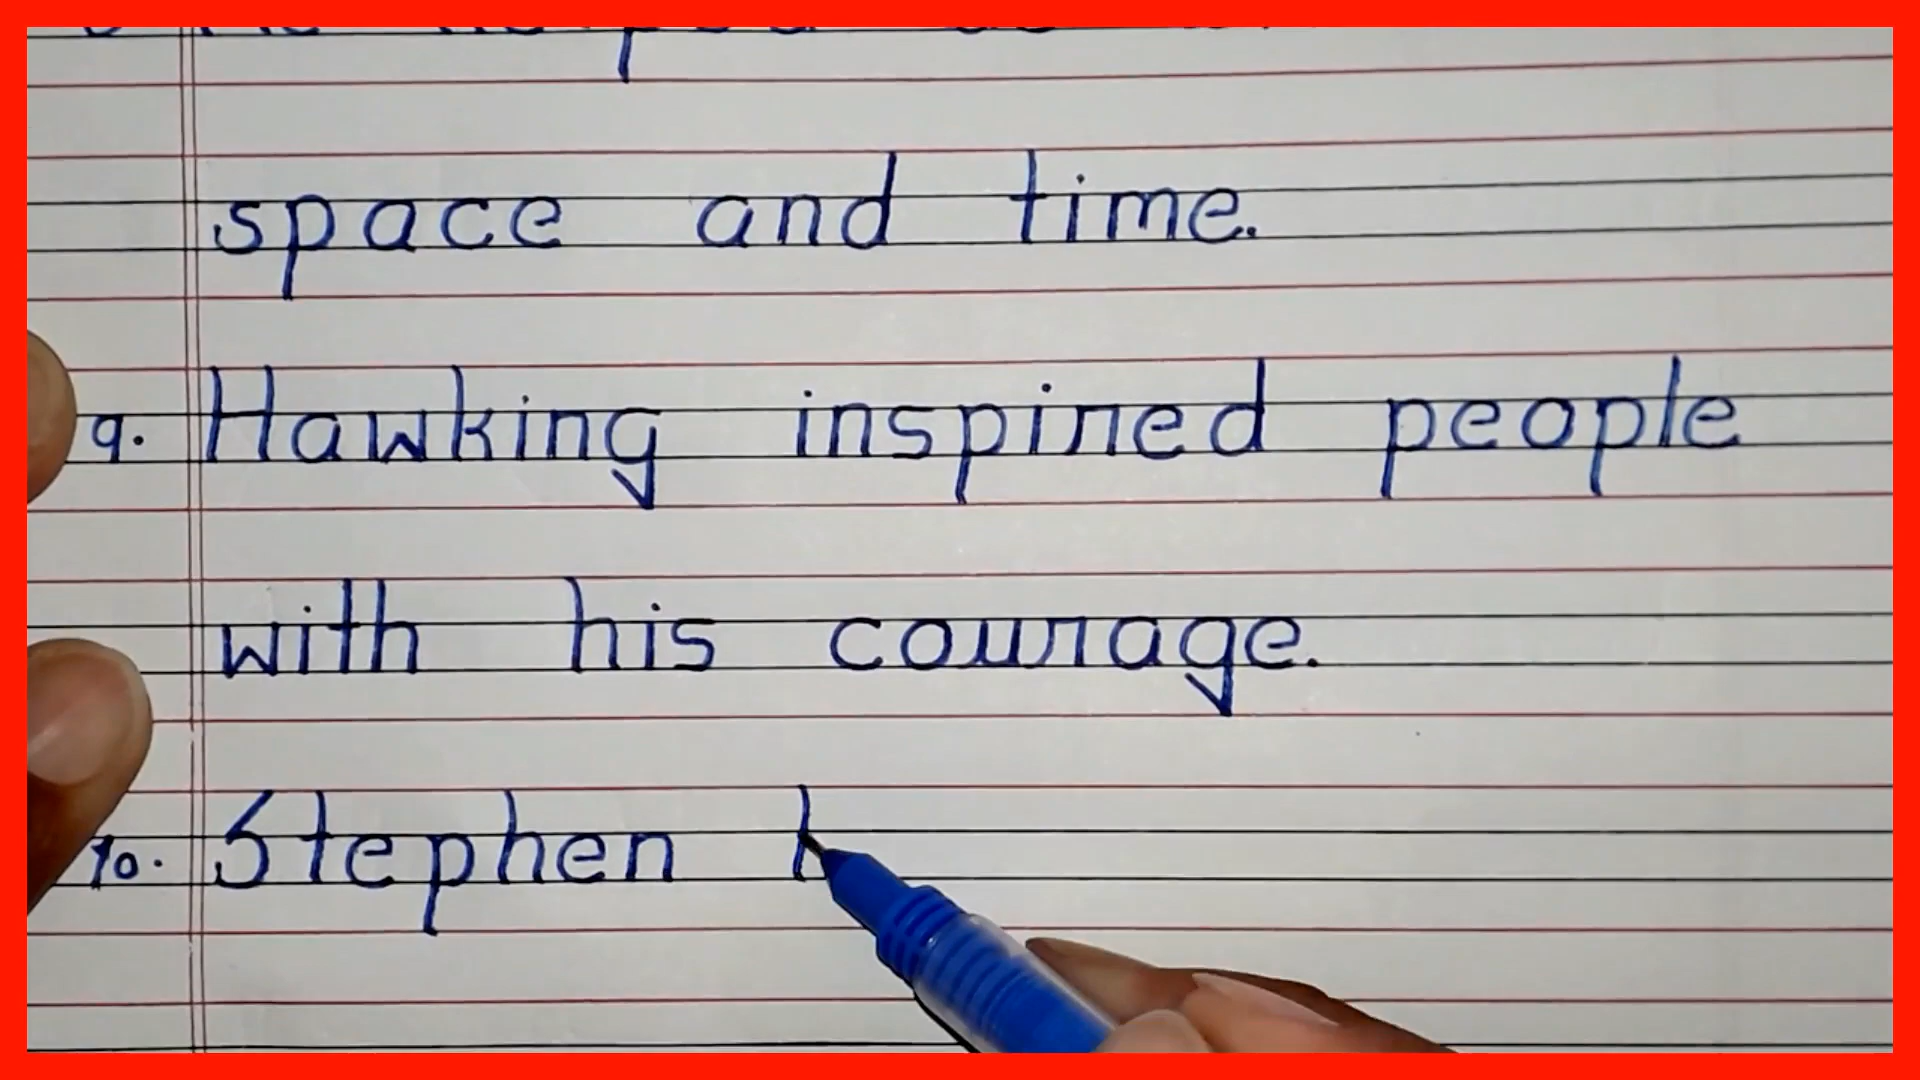 space and time.
9. Hawking inspired people
with his courage.
10. Stephen